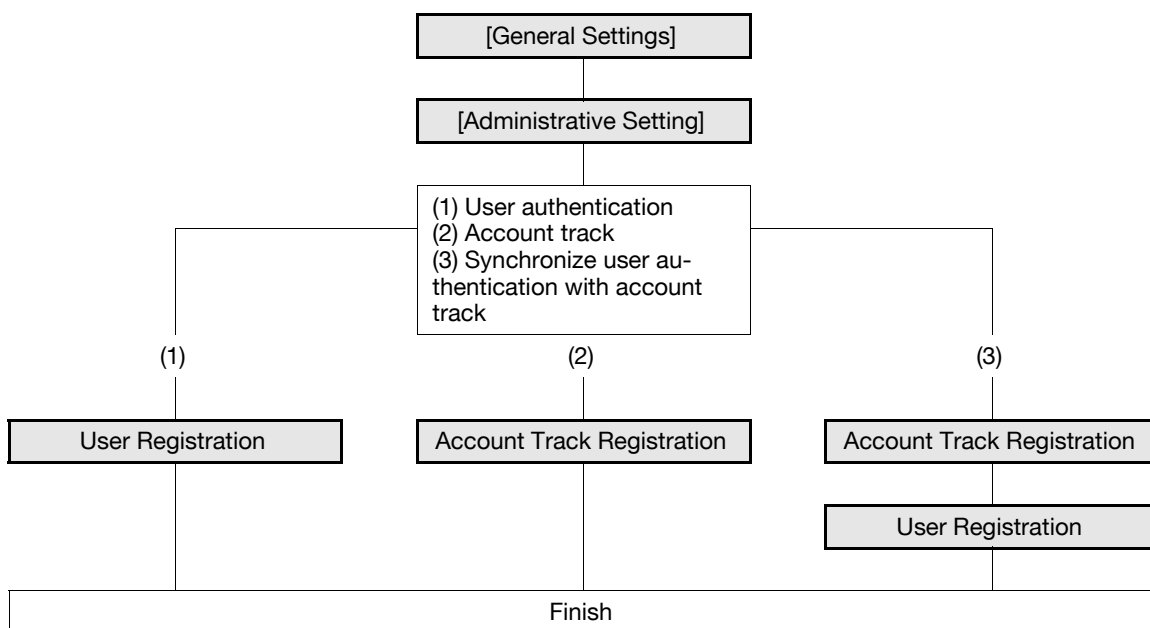 [General Settings]
[Administrative Setting]
(1) User authentication
(2) Account track
(3) Synchronize user au-
thentication with account
track
(1)
(2)
(3)
User Registration
Account Track Registration
Account Track Registration
User Registration
Finish